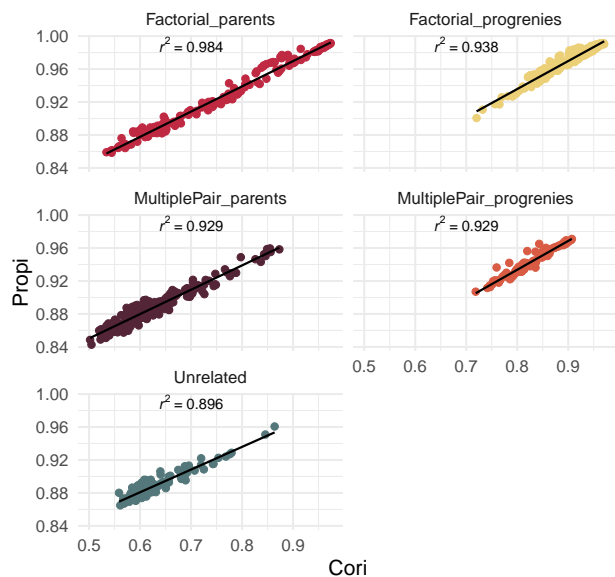 Factorial_parents
r² = 0.984
1.00
0.96
0.92
0.88
0.84
Factorial_progenies
r² = 0.938
MultiplePair_parents
r² = 0.929
1.00
0.96
0.92
0.88
0.84
MultiplePair_progenies
r² = 0.929
0.5 0.6 0.7 0.8 0.9
Propi
Unrelated
r² = 0.896
1.00
0.96
0.92
0.88
0.84
0.5 0.6 0.7 0.8 0.9
Cori